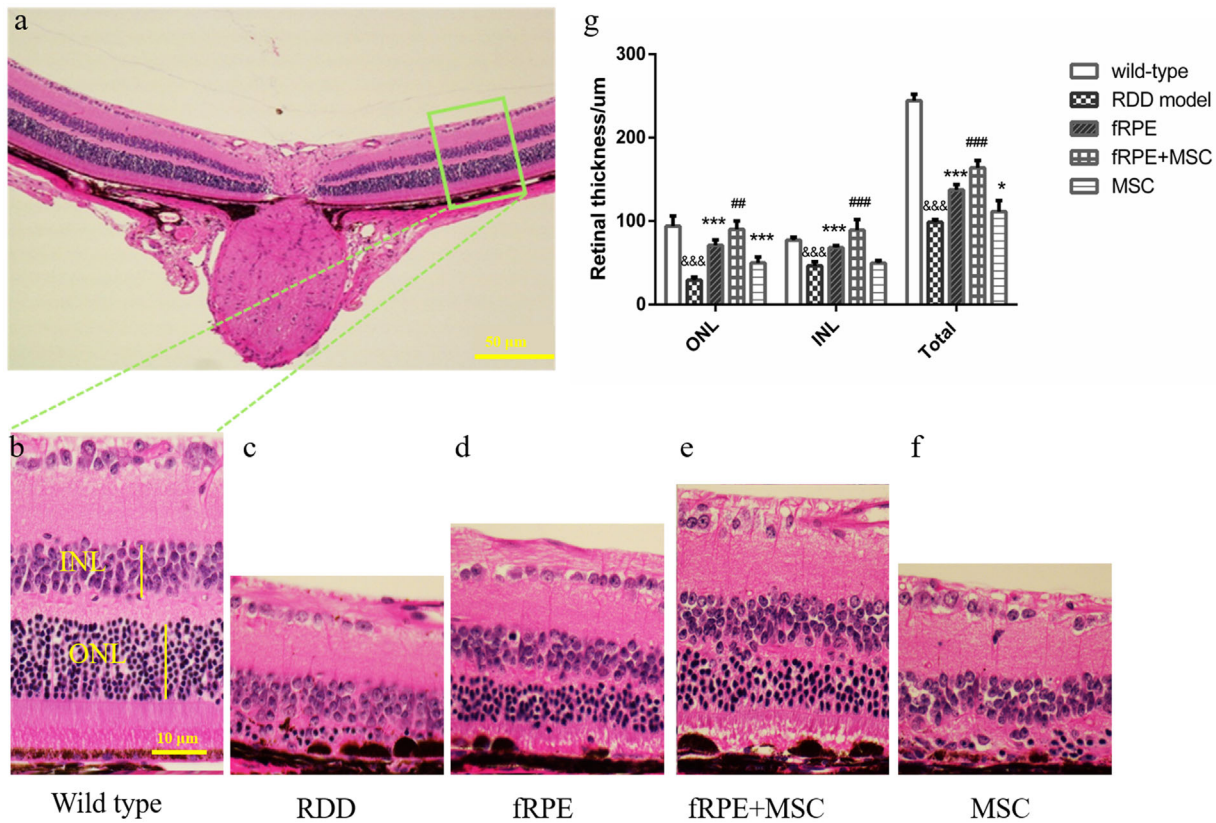 a
50 μm
g
Retinal thickness/um
300
200
100
0
&&&
***
##
***
&&&
***
###
&&&
***
###
*
ONL
INL
Total
wild-type
RDD model
fRPE
fRPE+MSC
MSC
b
c
d
e
f
INL
ONL
10 μm
Wild type
RDD
fRPE
fRPE+MSC
MSC